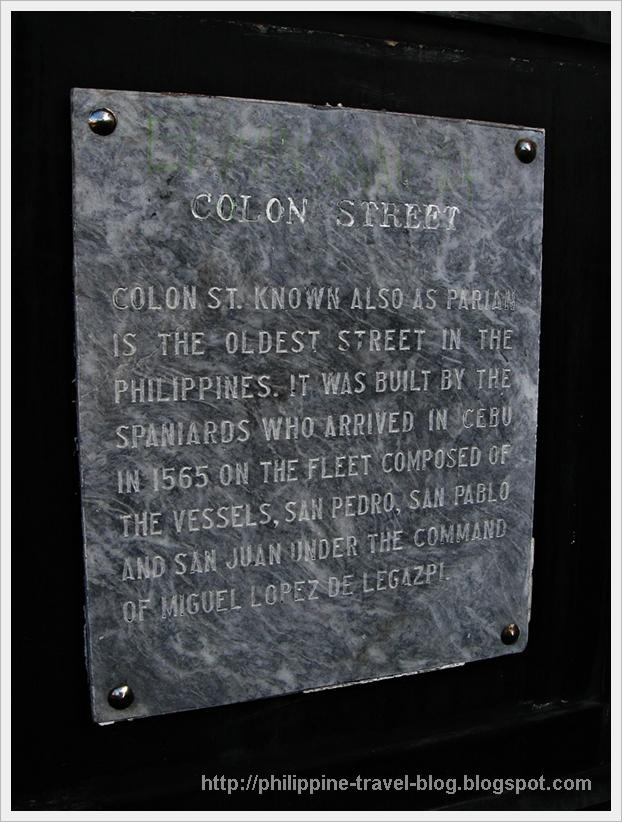 COLON STREET
COLON ST. KNOWN ALSO AS PARIAN
IS THE OLDEST STREET IN THE
PHILIPPINES. IT WAS BUILT BY THE
SPANIARDS WHO ARRIVED IN CEBU
IN 1565 ON THE FLEET COMPOSED OF
THE VESSELS, SAN PEDRO, SAN PABLO
AND SAN JUAN UNDER THE COMMAND
OF MIGUEL LOPEZ DE LEGAZPI.
http://philippine-travel-blog.blogspot.com